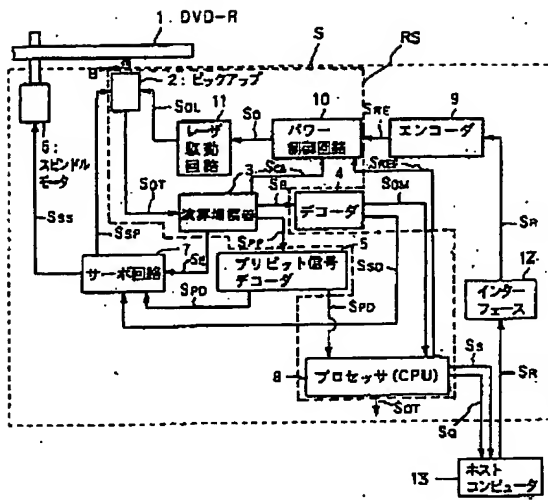 1. DVD-R
S
RS
B
2:ピックアップ
SDL
11
レーザ
駆動
回路
SD
10
パワー
制御回路
SRE
9
エンコーダ
6:
スピンドル
モータ
SSS
SSP
SDT
3
演算増幅器
SCA
SB
4
デコーダ
SREF
SDM
SR
7
サーボ回路
SPP
SPD
5
プリピット信号
デコーダ
SPD
SSD
12
インター
フェース
8
プロセッサ(CPU)
SOT
SS
SQ
SR
13
ホスト
コンピュータ